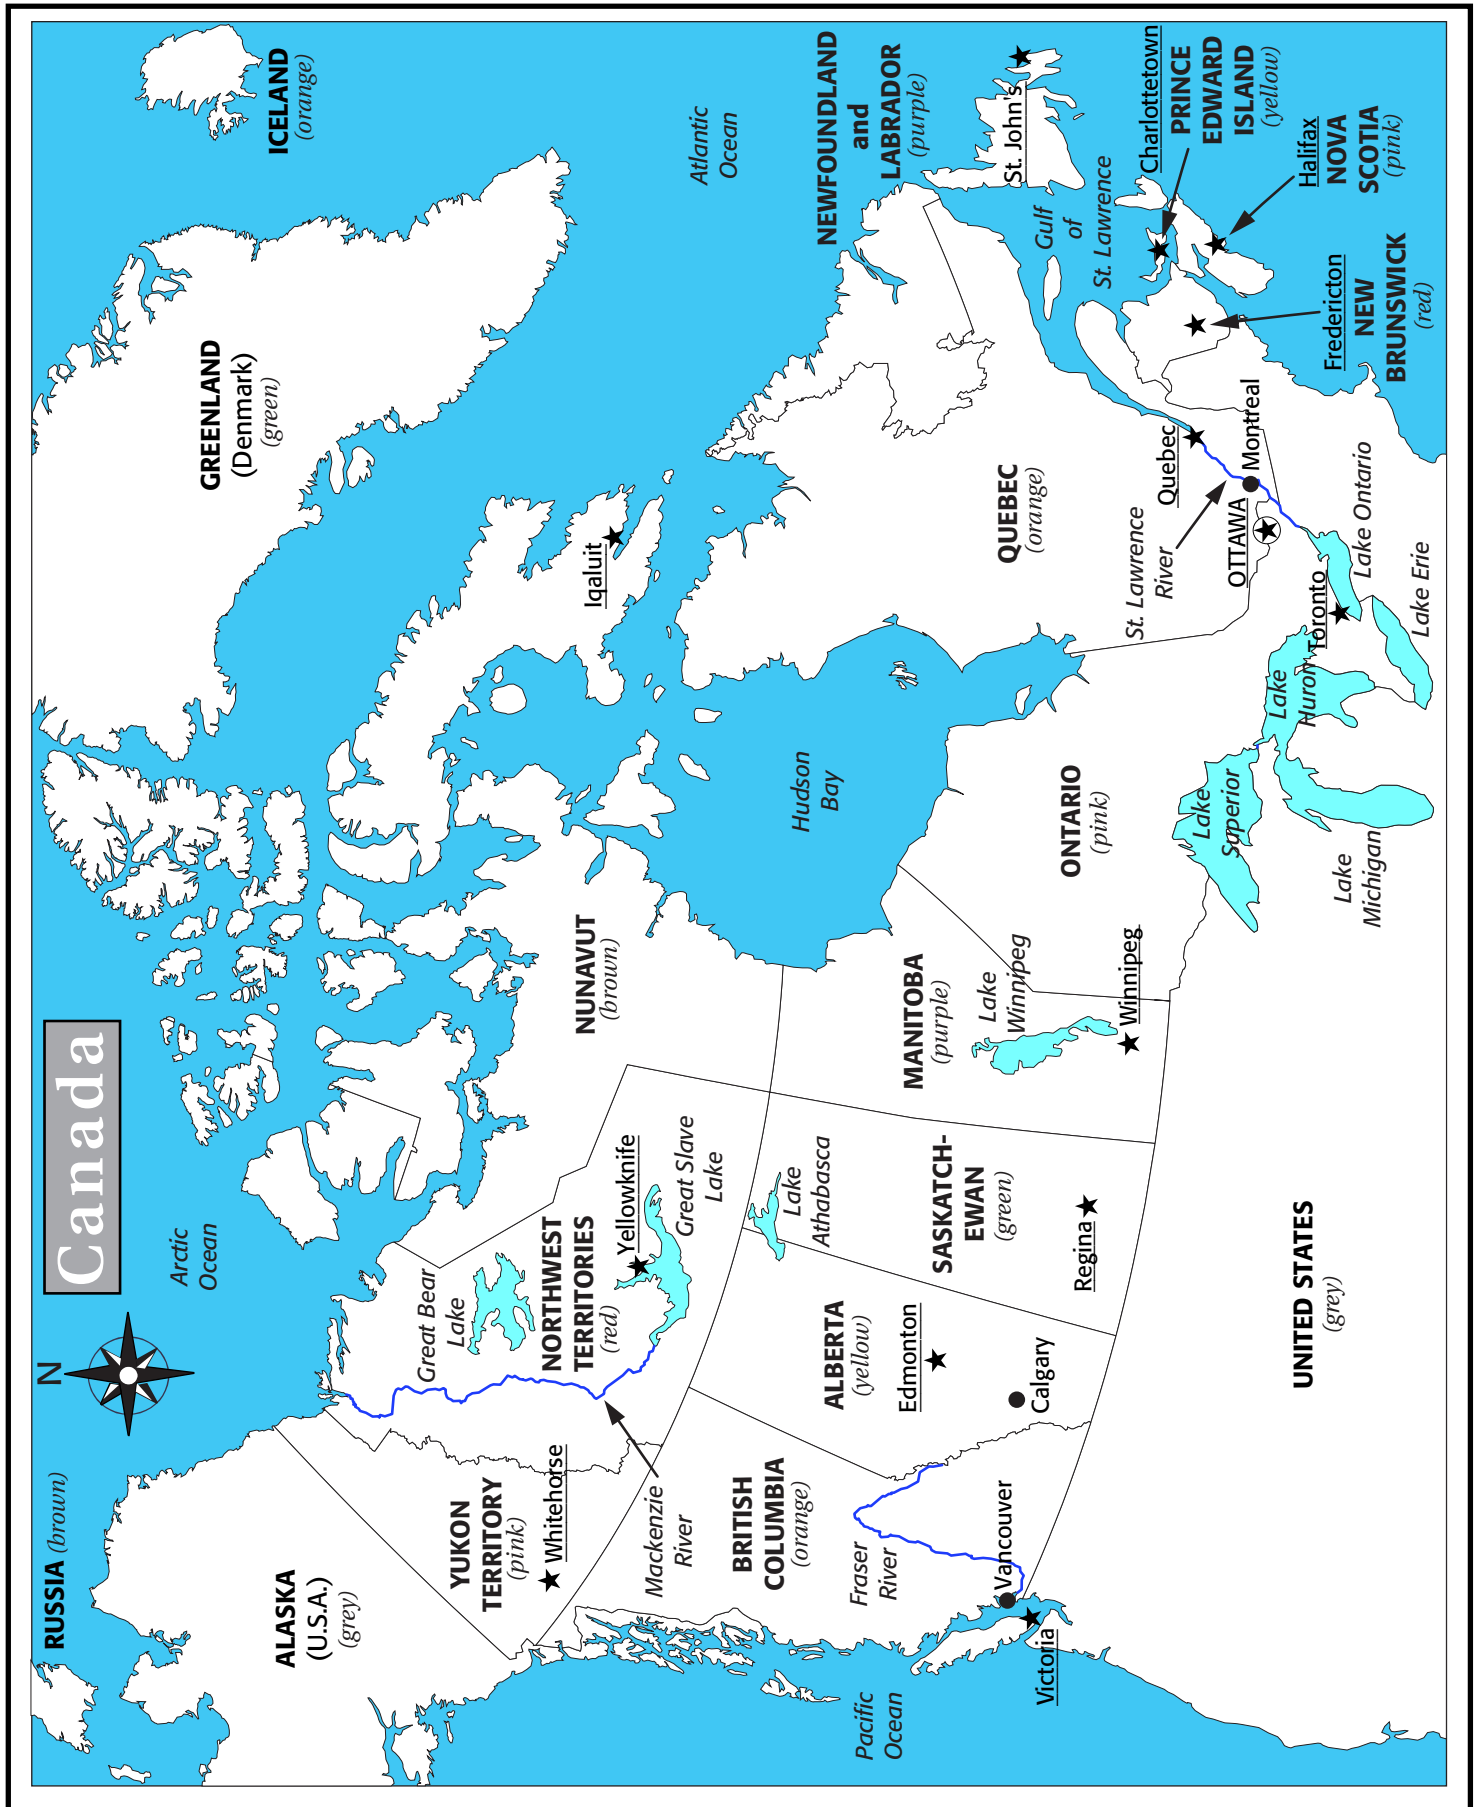 Canada
N
RUSSIA (brown)
ALASKA
(U.S.A.)
(grey)
Arctic
Ocean
GREENLAND
(Denmark)
(green)
ICELAND
(orange)
YUKON
TERRITORY
(pink)
Whitehorse
Great Bear
Lake
NORTHWEST
TERRITORIES
(red)
Yellowknife
Great Slave
Lake
Mackenzie
River
NUNAVUT
(brown)
Iqaluit
Atlantic
Ocean
BRITISH
COLUMBIA
(orange)
Fraser
River
Vancouver
Victoria
Pacific
Ocean
ALBERTA
(yellow)
Edmonton
Calgary
Lake
Athabasca
SASKATCH-
EWAN
(green)
Regina
MANITOBA
(purple)
Lake
Winnipeg
Winnipeg
Hudson
Bay
ONTARIO
(pink)
QUEBEC
(orange)
Quebec
Montreal
St. Lawrence
River
OTTAWA
Toronto
NEWFOUNDLAND
and
LABRADOR
(purple)
St. John's
Gulf
of
St. Lawrence
Charlottetown
PRINCE
EDWARD
ISLAND
(yellow)
Halifax
NOVA
SCOTIA
(pink)
Fredericton
NEW
BRUNSWICK
(red)
Lake
Superior
Lake
Michigan
Lake
Huron
Lake Erie
Lake Ontario
UNITED STATES
(grey)